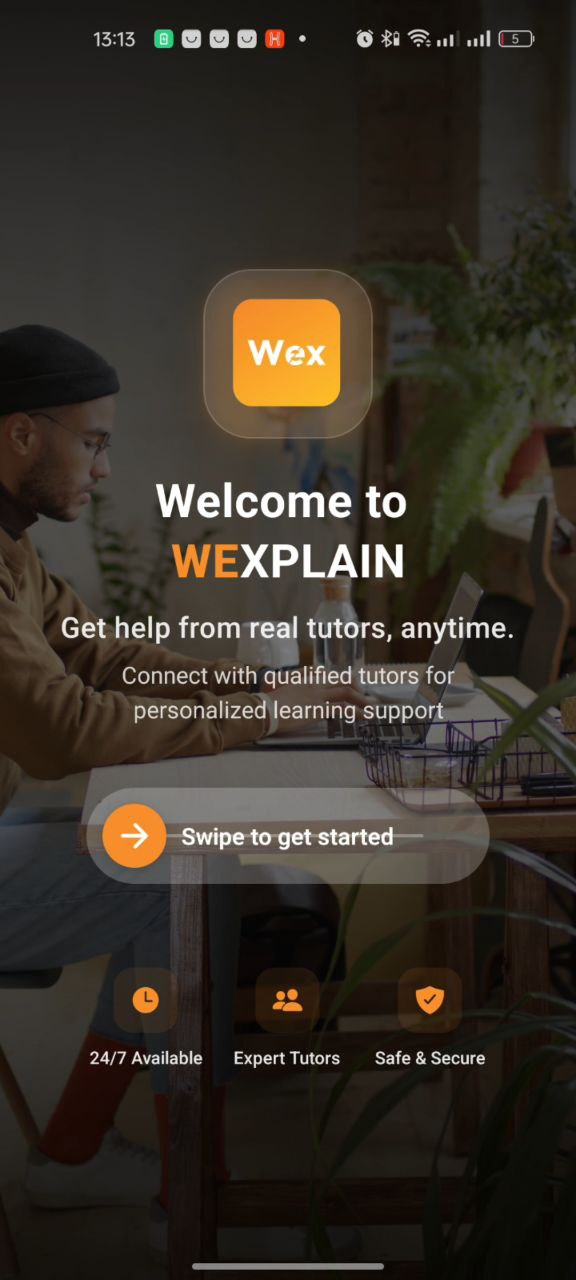 13:13
5
Wex
Welcome to
WEXPLAIN
Get help from real tutors, anytime.
Connect with qualified tutors for
personalized learning support
Swipe to get started
24/7 Available Expert Tutors Safe & Secure